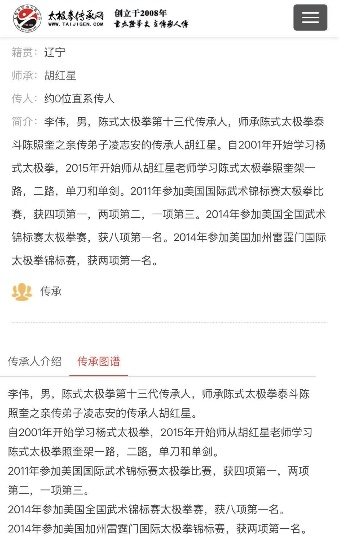 太极拳传承网
WWW.TAIJIGEN.COM
创立于2008年
籍贯：辽宁
师承：胡红星
传人：约0位直系传人
简介：李伟，男，陈式太极拳第十三代传承人，师承陈式太极拳泰
斗陈照奎之亲传弟子凌志安的传承人胡红星。自2001年开始学习杨
式太极拳，2015年开始师从胡红星老师学习陈式太极拳照奎架一
路，二路，单刀和单剑。2011年参加美国国际武术锦标赛太极拳比
赛，获四项第一，两项第二，一项第三。2014年参加美国全国武术
锦标赛太极拳赛，获八项第一名。2014年参加美国加州雷霆门国际
太极拳锦标赛，获两项第一名。
传承
传承人介绍 传承图谱
李伟，男，陈式太极拳第十三代传承人，师承陈式太极拳泰斗陈
照奎之亲传弟子凌志安的传承人胡红星。
自2001年开始学习杨式太极拳，2015年开始师从胡红星老师学习
陈式太极拳照奎架一路，二路，单刀和单剑。
2011年参加美国国际武术锦标赛太极拳比赛，获四项第一，两项
第二，一项第三。
2014年参加美国全国武术锦标赛太极拳赛，获八项第一名。
2014年参加美国加州雷霆门国际太极拳锦标赛，获两项第一名。